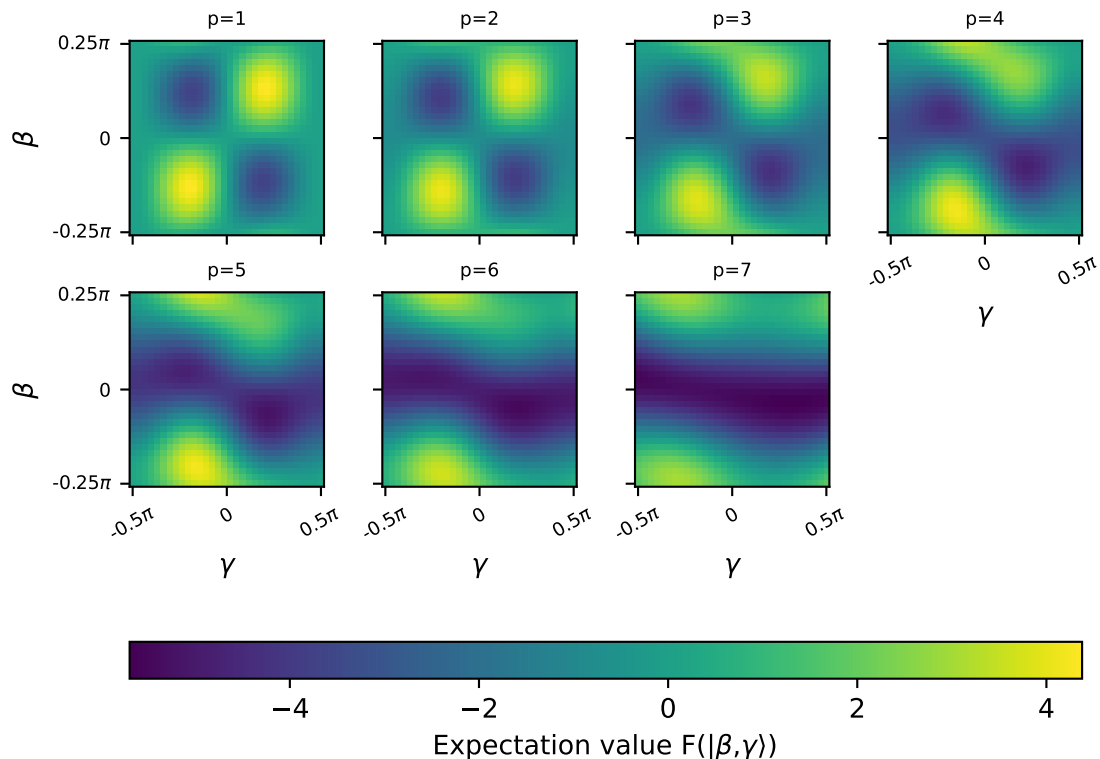 p=1
p=2
p=3
p=4
0.25π
0
-0.25π
β
-0.5π
0
0.5π
γ
p=5
p=6
p=7
0.25π
0
-0.25π
β
-0.5π
0
0.5π
γ
-0.5π
0
0.5π
γ
-0.5π
0
0.5π
γ
−4
−2
0
2
4
Expectation value F(|β,γ⟩)